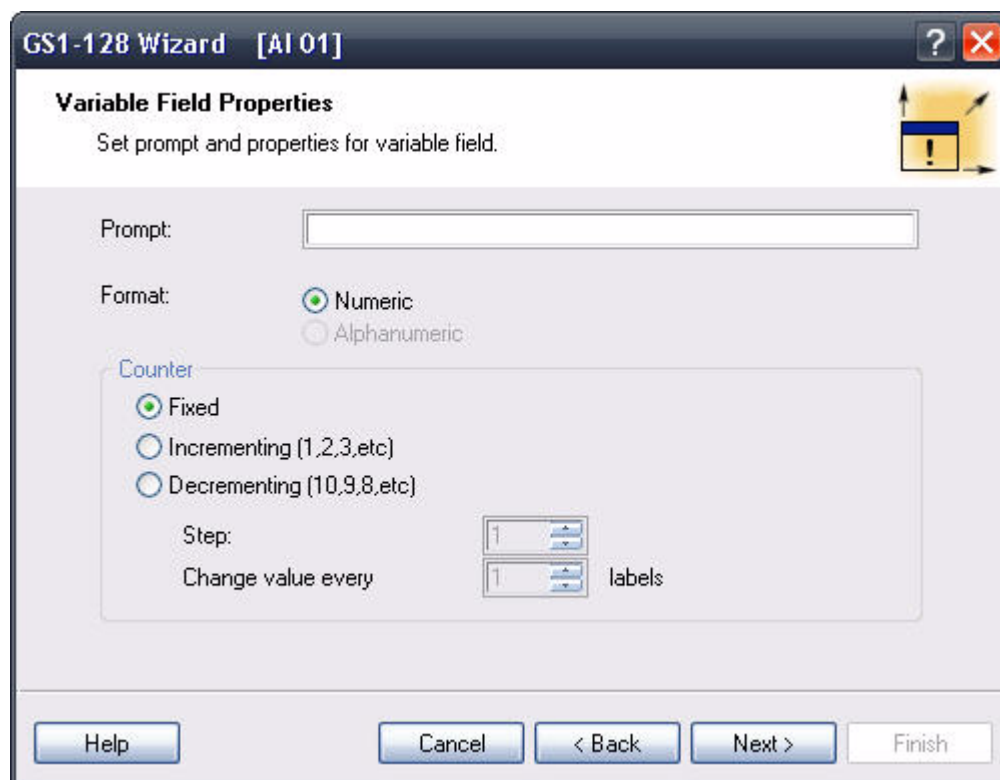 GS1-128 Wizard [AI 01]
?
Variable Field Properties
Set prompt and properties for variable field.
!
Prompt:
Format:
Numeric
Alphanumeric
Counter
Fixed
Incrementing (1,2,3,etc)
Decrementing (10,9,8,etc)
Step: 1
Change value every 1 labels
Help Cancel < Back Next > Finish